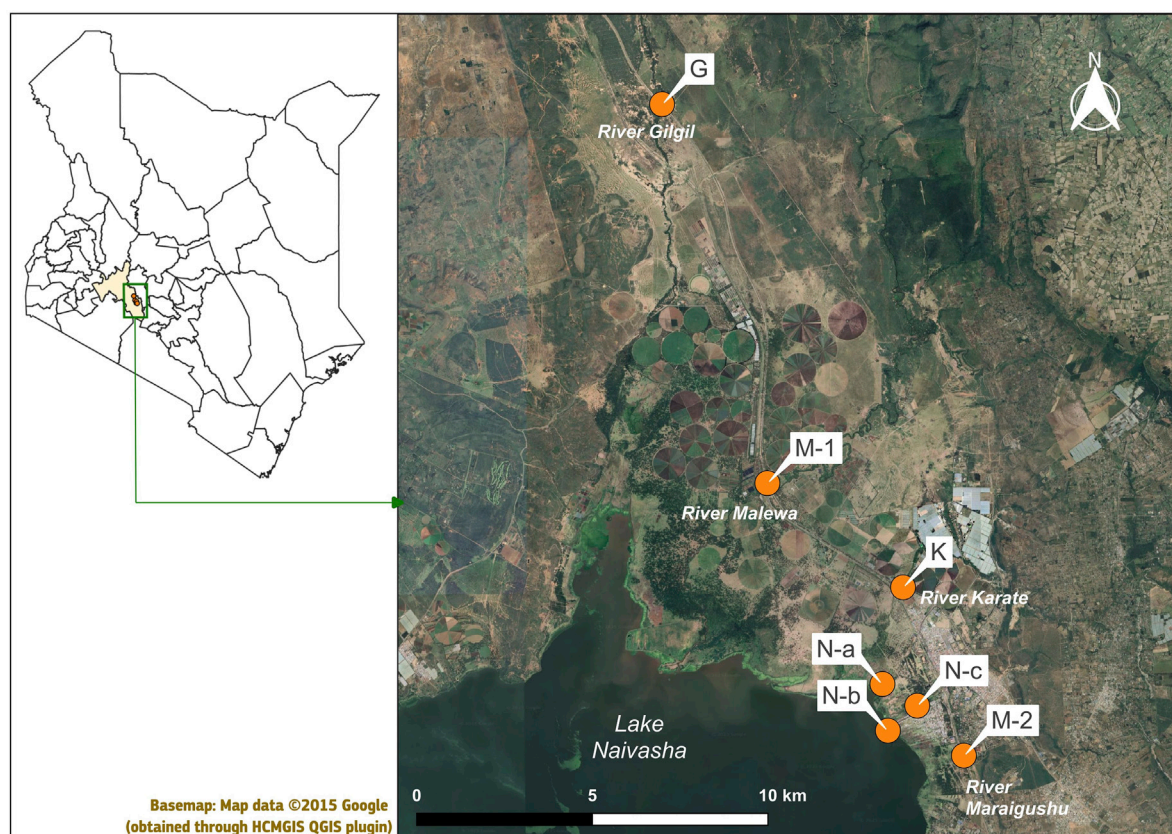 N
G
River Gilgil
M-1
River Malewa
K
River Karate
N-a
N-c
N-b
M-2
Lake
Naivasha
River
Maraigushu
0
5
10 km
Basemap: Map data ©2015 Google
(obtained through HCMGIS QGIS plugin)